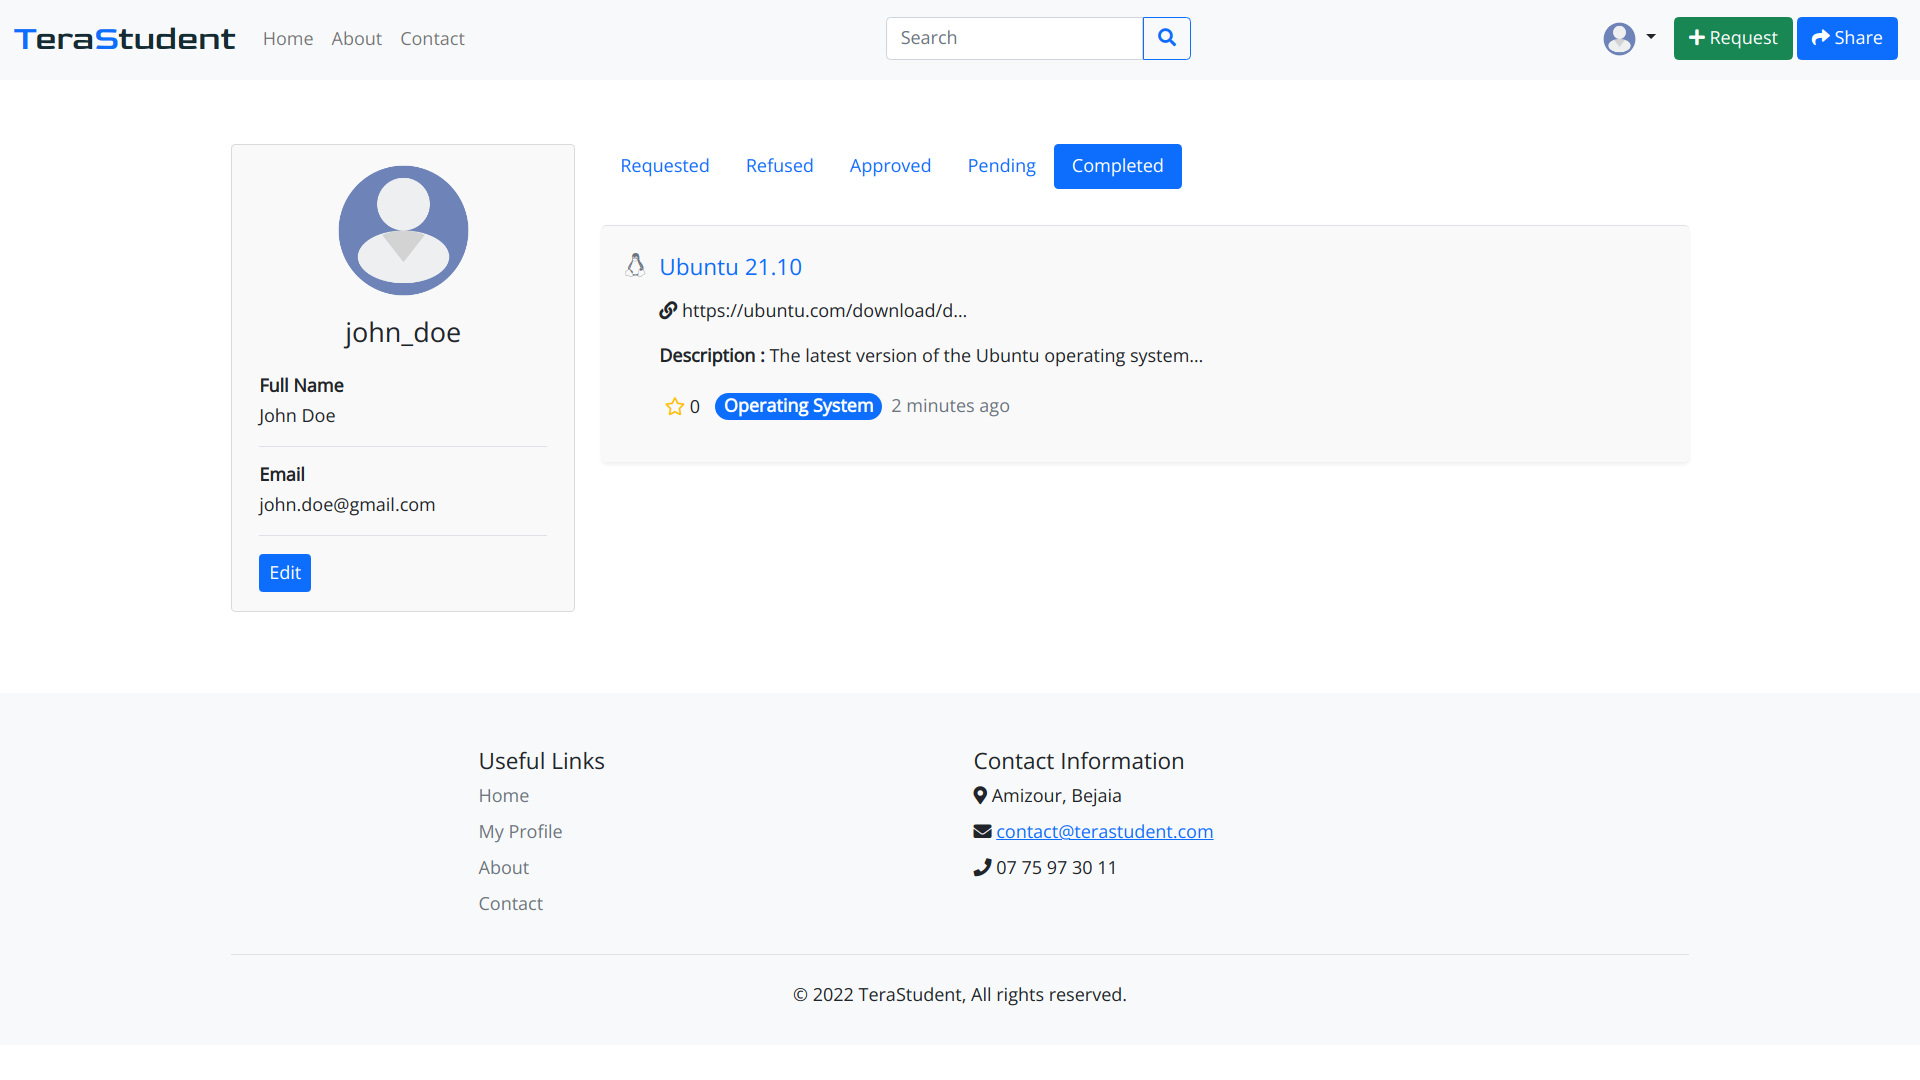 TeraStudent Home About Contact Search Request Share
Requested Refused Approved Pending Completed
john_doe
Full Name
John Doe
Email
john.doe@gmail.com
Edit
Ubuntu 21.10
https://ubuntu.com/download/d...
Description : The latest version of the Ubuntu operating system...
0 Operating System 2 minutes ago
Useful Links
Home
My Profile
About
Contact
Contact Information
Amizour, Bejaia
contact@terastudent.com
07 75 97 30 11
© 2022 TeraStudent, All rights reserved.